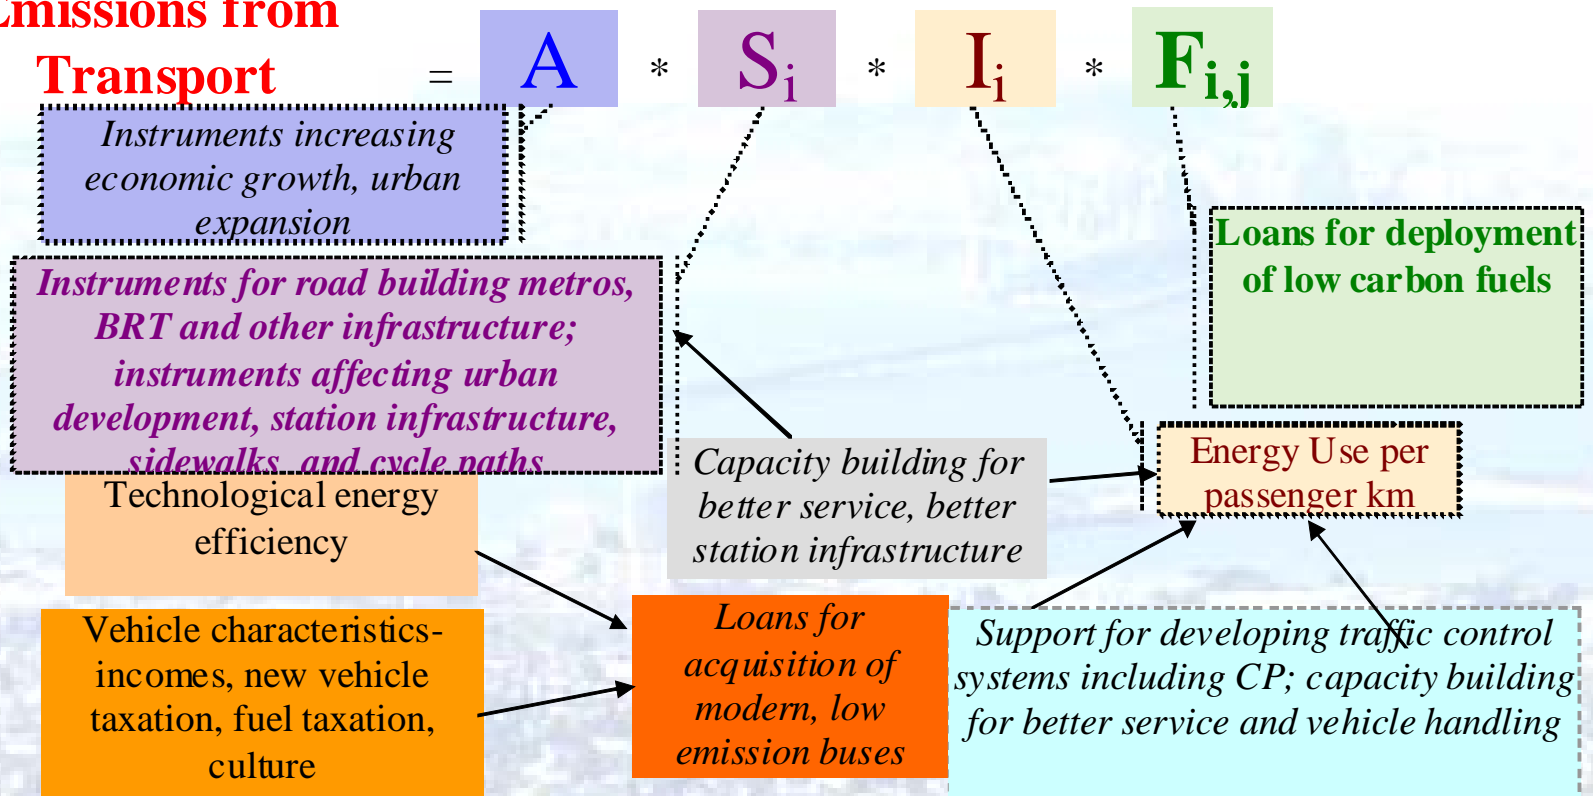 Emissions from
Transport
= A * Si * Ii * Fi,j
Instruments increasing
economic growth, urban
expansion
Instruments for road building metros,
BRT and other infrastructure;
instruments affecting urban
development, station infrastructure,
sidewalks, and cycle paths
Loans for deployment
of low carbon fuels
Capacity building for
better service, better
station infrastructure
Energy Use per
passenger km
Technological energy
efficiency
Vehicle characteristics-
incomes, new vehicle
taxation, fuel taxation,
culture
Loans for
acquisition of
modern, low
emission buses
Support for developing traffic control
systems including CP; capacity building
for better service and vehicle handling